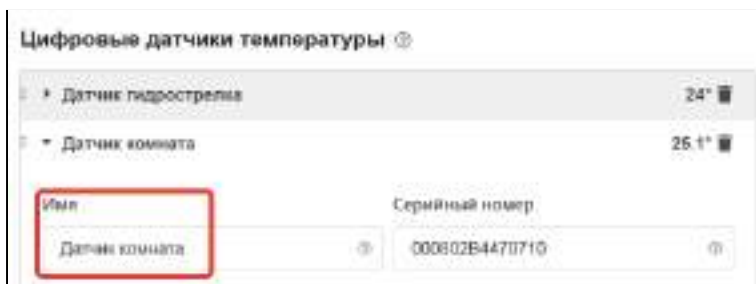 Цифровые датчики температуры
Датчик гидрострелка 24°
Датчик комната 25.1°
Имя Серийный номер
Датчик комната 000802B4470710